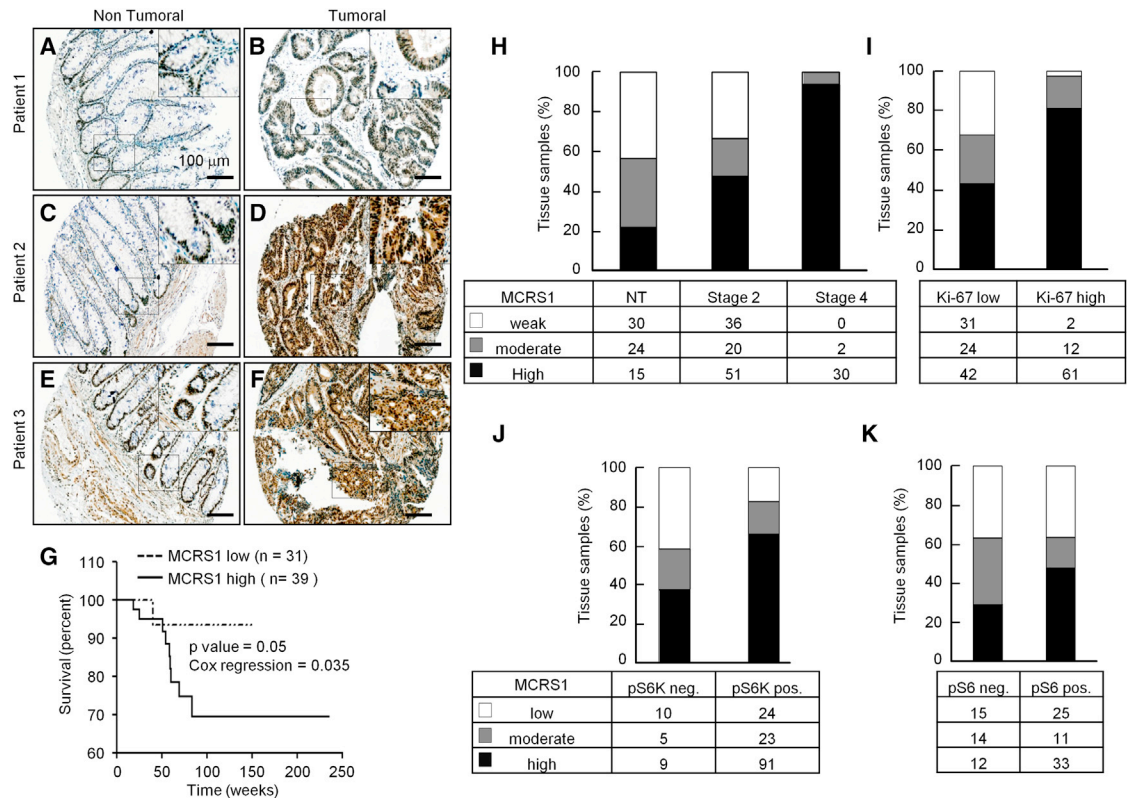 Non Tumoral
Tumoral
Patient 1
A
B
100 μm
Patient 2
C
D
Patient 3
E
F
G
MCRS1 low (n = 31)
MCRS1 high ( n= 39 )
Survival (percent)
110
100
90
80
70
60
p value = 0.05
Cox regression = 0.035
0 50 100 150 200 250
Time (weeks)
H
Tissue samples (%)
100
80
60
40
20
0
MCRS1 NT Stage 2 Stage 4
weak 30 36 0
moderate 24 20 2
High 15 51 30
I
Tissue samples (%)
100
80
60
40
20
0
Ki-67 low Ki-67 high
31 2
24 12
42 61
J
Tissue samples (%)
100
80
60
40
20
0
MCRS1 pS6K neg. pS6K pos.
low 10 24
moderate 5 23
high 9 91
K
Tissue samples (%)
100
80
60
40
20
0
pS6 neg. pS6 pos.
15 25
14 11
12 33